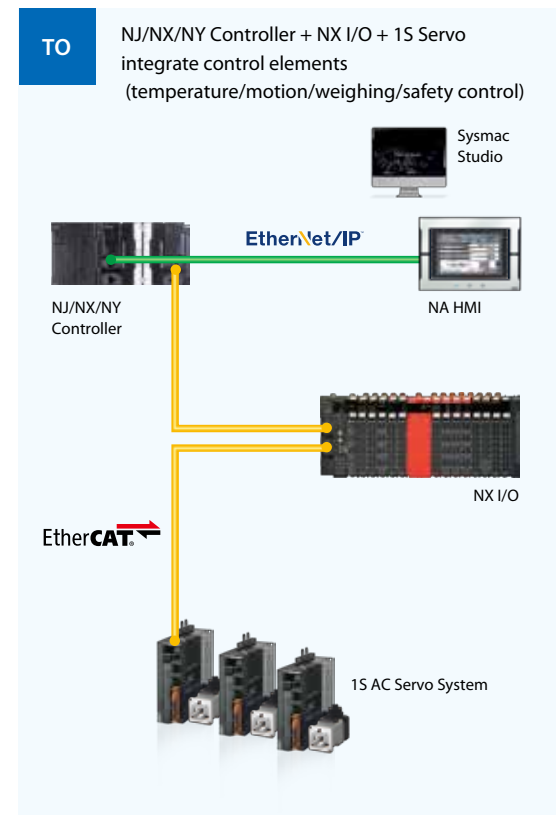 TO
NJ/NX/NY Controller + NX I/O + 1S Servo
integrate control elements
(temperature/motion/weighing/safety control)
Sysmac
Studio
EtherNet/IP
NJ/NX/NY
Controller
NA HMI
NX I/O
EtherCAT®
1S AC Servo System